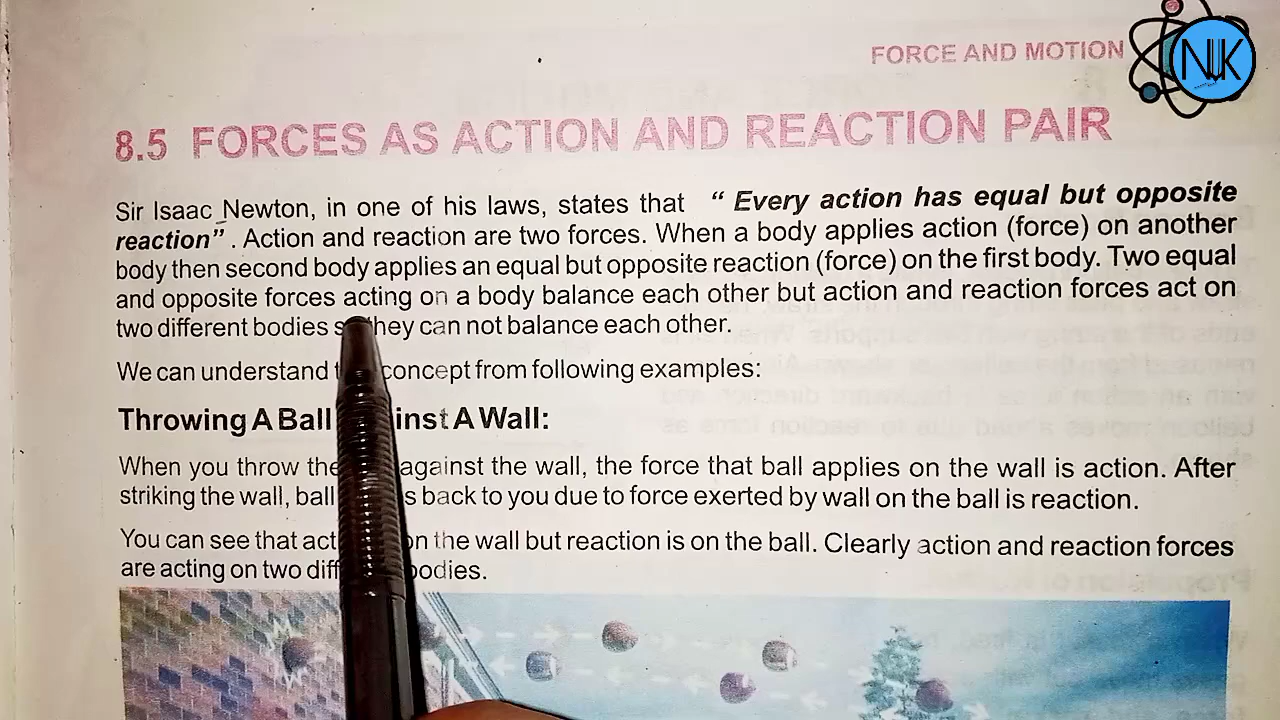 FORCE AND MOTION
NJK
8.5 FORCES AS ACTION AND REACTION PAIR
Sir Isaac Newton, in one of his laws, states that “ Every action has equal but opposite
reaction” . Action and reaction are two forces. When a body applies action (force) on another
body then second body applies an equal but opposite reaction (force) on the first body. Two equal
and opposite forces acting on a body balance each other but action and reaction forces act on
two different bodies they can not balance each other.
We can understand concept from following examples:
Throwing A Ball A Wall:
When you throw the against the wall, the force that ball applies on the wall is action. After
striking the wall, ball back to you due to force exerted by wall on the ball is reaction.
You can see that on the wall but reaction is on the ball. Clearly action and reaction forces
are acting on two bodies.